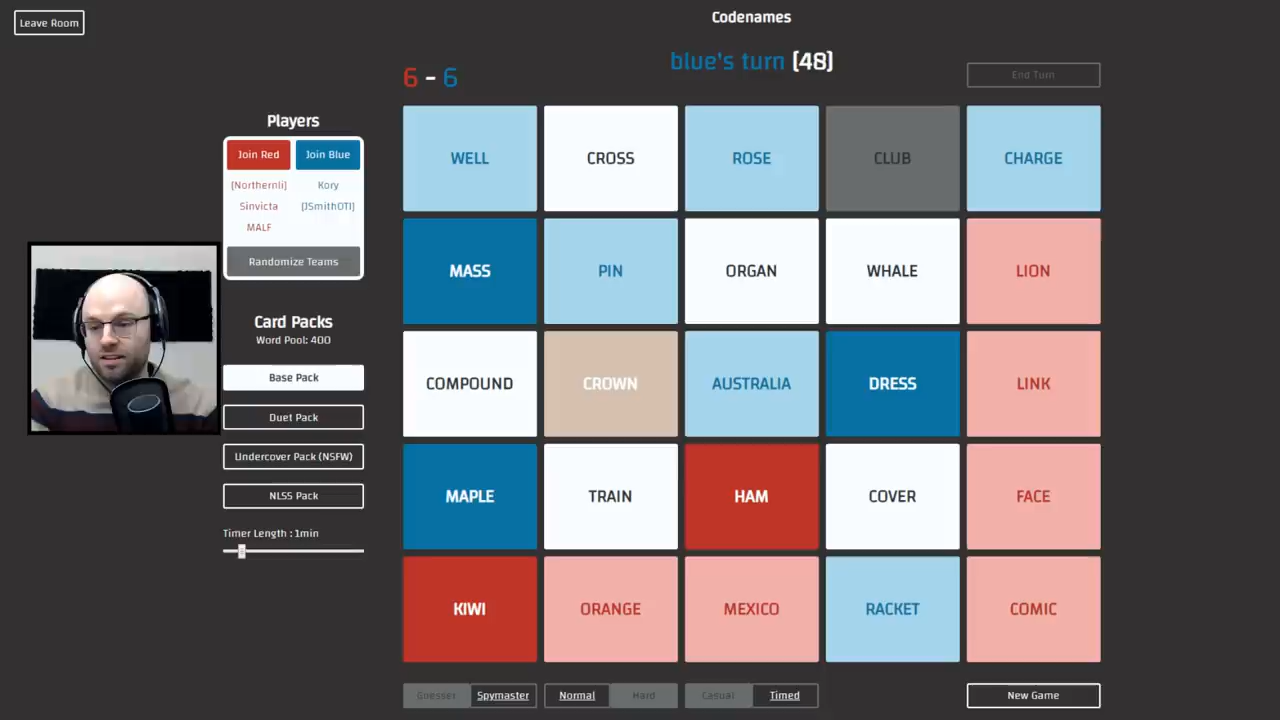 Leave Room
Codenames
blue's turn [48]
6 - 6
End Turn
Players
Join Red
Join Blue
[Northernli]
Kory
Sinvicta
[JSmithOTI]
MALF
Randomize Teams
Card Packs
Word Pool: 400
Base Pack
Duet Pack
Undercover Pack (NSFW)
NLSS Pack
Timer Length : 1min
WELL
CROSS
ROSE
CLUB
CHARGE
MASS
PIN
ORGAN
WHALE
LION
COMPOUND
CROWN
AUSTRALIA
DRESS
LINK
MAPLE
TRAIN
HAM
COVER
FACE
KIWI
ORANGE
MEXICO
RACKET
COMIC
Guesser
Spymaster
Normal
Hard
Casual
Timed
New Game